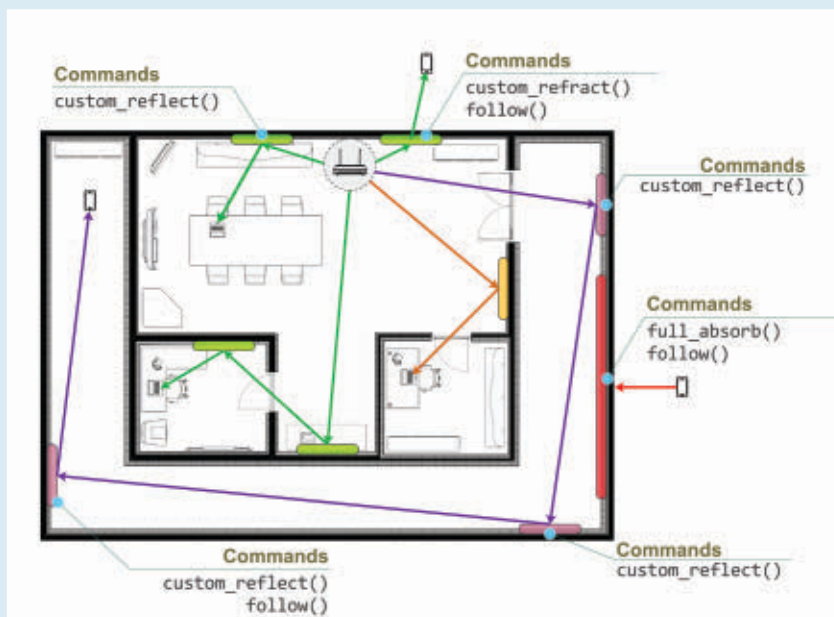 Commands
custom_reflect()
Commands
custom_refract()
follow()
Commands
custom_reflect()
Commands
full_absorb()
follow()
Commands
custom_reflect()
follow()
Commands
custom_reflect()